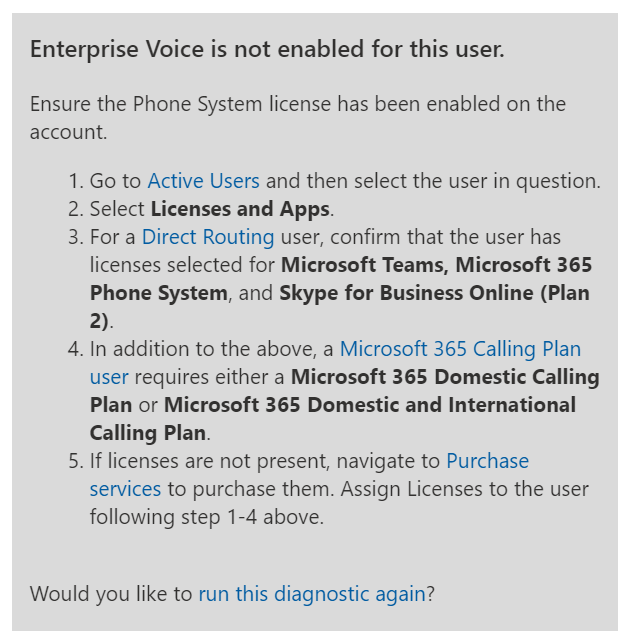 Enterprise Voice is not enabled for this user.
Ensure the Phone System license has been enabled on the
account.
1. Go to Active Users and then select the user in question.
2. Select Licenses and Apps.
3. For a Direct Routing user, confirm that the user has
licenses selected for Microsoft Teams, Microsoft 365
Phone System, and Skype for Business Online (Plan
2).
4. In addition to the above, a Microsoft 365 Calling Plan
user requires either a Microsoft 365 Domestic Calling
Plan or Microsoft 365 Domestic and International
Calling Plan.
5. If licenses are not present, navigate to Purchase
services to purchase them. Assign Licenses to the user
following step 1-4 above.
Would you like to run this diagnostic again?